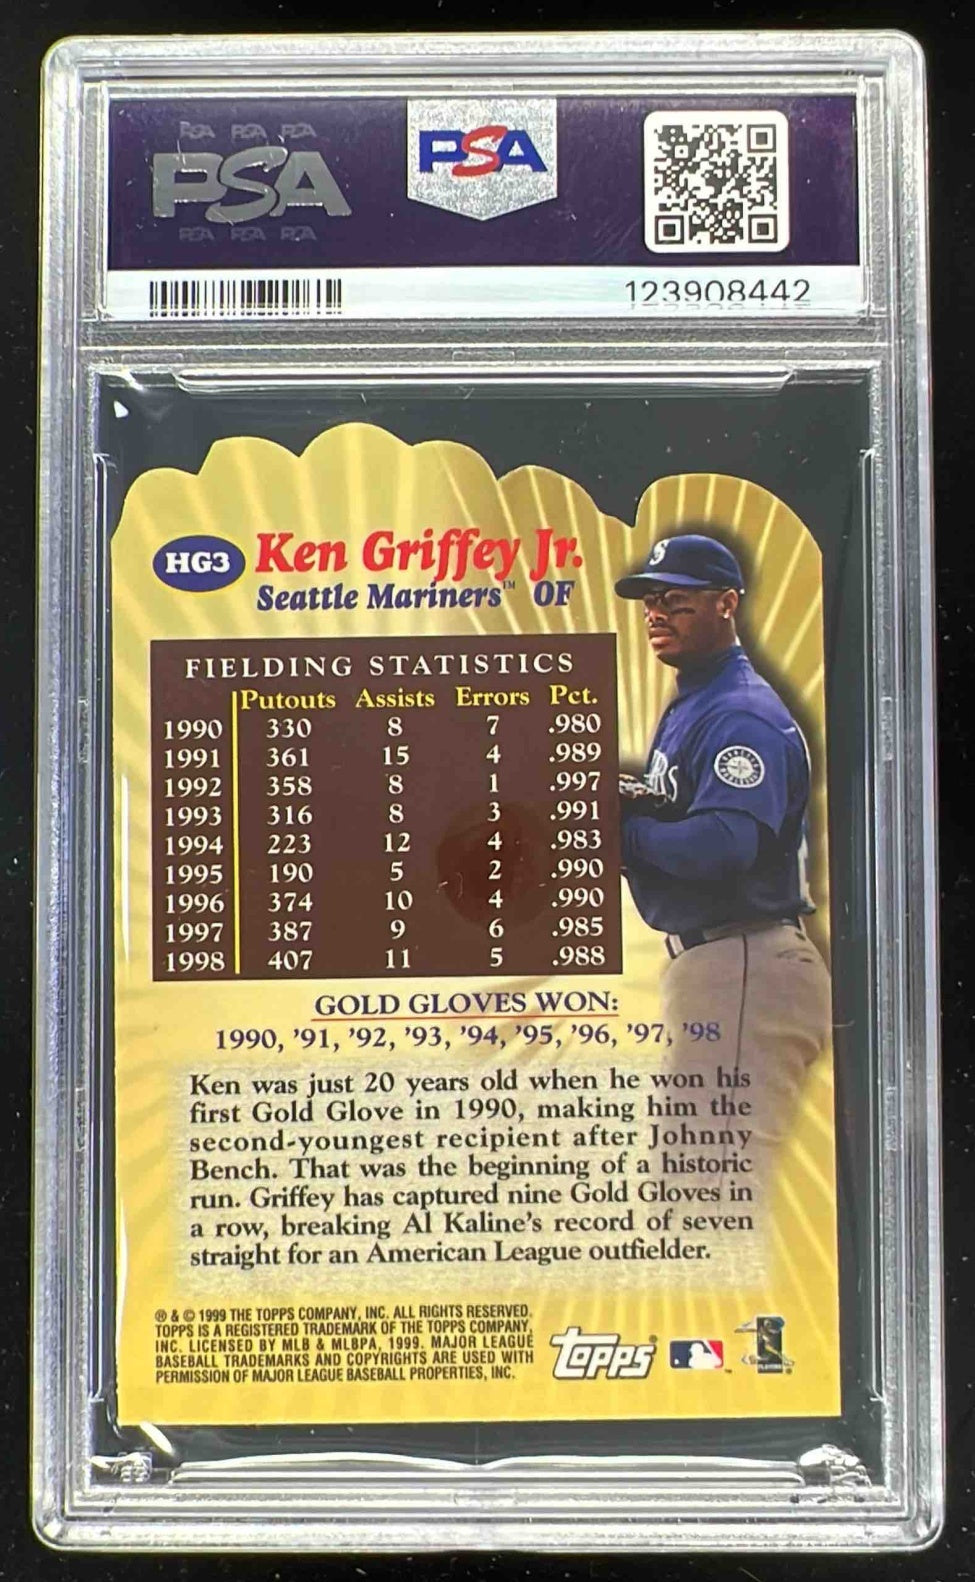 PSA PSA PSA
PSA
PSA PSA PSA
PSA
123908442
HG3
Ken Griffey Jr.
Seattle Mariners™ OF
FIELDING STATISTICS
Putouts Assists Errors Pct.
1990 330 8 7 .980
1991 361 15 4 .989
1992 358 8 1 .997
1993 316 8 3 .991
1994 223 12 4 .983
1995 190 5 2 .990
1996 374 10 4 .990
1997 387 9 6 .985
1998 407 11 5 .988
GOLD GLOVES WON:
1990, '91, '92, '93, '94, '95, '96, '97, '98
Ken was just 20 years old when he won his
first Gold Glove in 1990, making him the
second-youngest recipient after Johnny
Bench. That was the beginning of a historic
run. Griffey has captured nine Gold Gloves in
a row, breaking Al Kaline's record of seven
straight for an American League outfielder.
® & © 1999 THE TOPPS COMPANY, INC. ALL RIGHTS RESERVED.
TOPPS IS A REGISTERED TRADEMARK OF THE TOPPS COMPANY,
INC. LICENSED BY MLB & MLBPA, 1999. MAJOR LEAGUE
BASEBALL TRADEMARKS AND COPYRIGHTS ARE USED WITH
PERMISSION OF MAJOR LEAGUE BASEBALL PROPERTIES, INC.
Topps®